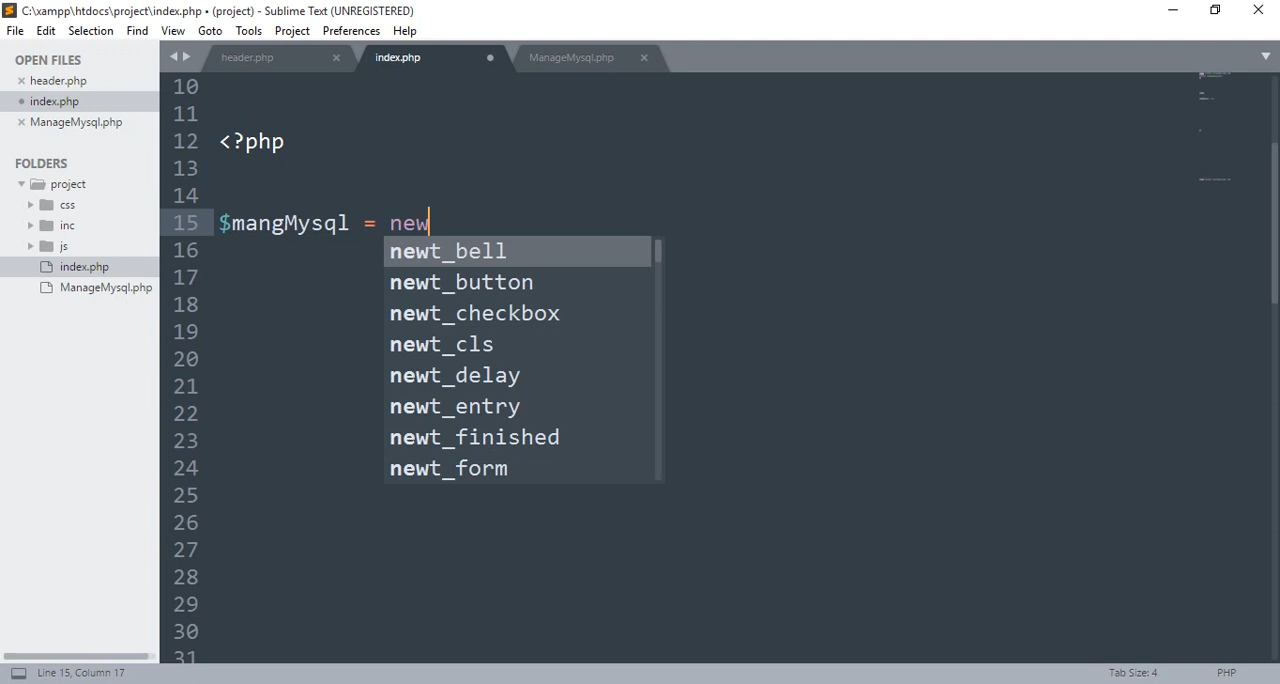 C:\xampp\htdocs\project\index.php • (project) - Sublime Text (UNREGISTERED)
File Edit Selection Find View Goto Tools Project Preferences Help
OPEN FILES
header.php
index.php
ManageMysql.php
FOLDERS
project
css
inc
js
index.php
ManageMysql.php
header.php index.php ManageMysql.php
10
11
12 <?php
13
14
15 $mangMysql = new
16 newt_bell
17 newt_button
18 newt_checkbox
19 newt_cls
20 newt_delay
21 newt_entry
22 newt_finished
23 newt_form
24
25
26
27
28
29
30
31
Line 15, Column 17 Tab Size: 4 PHP